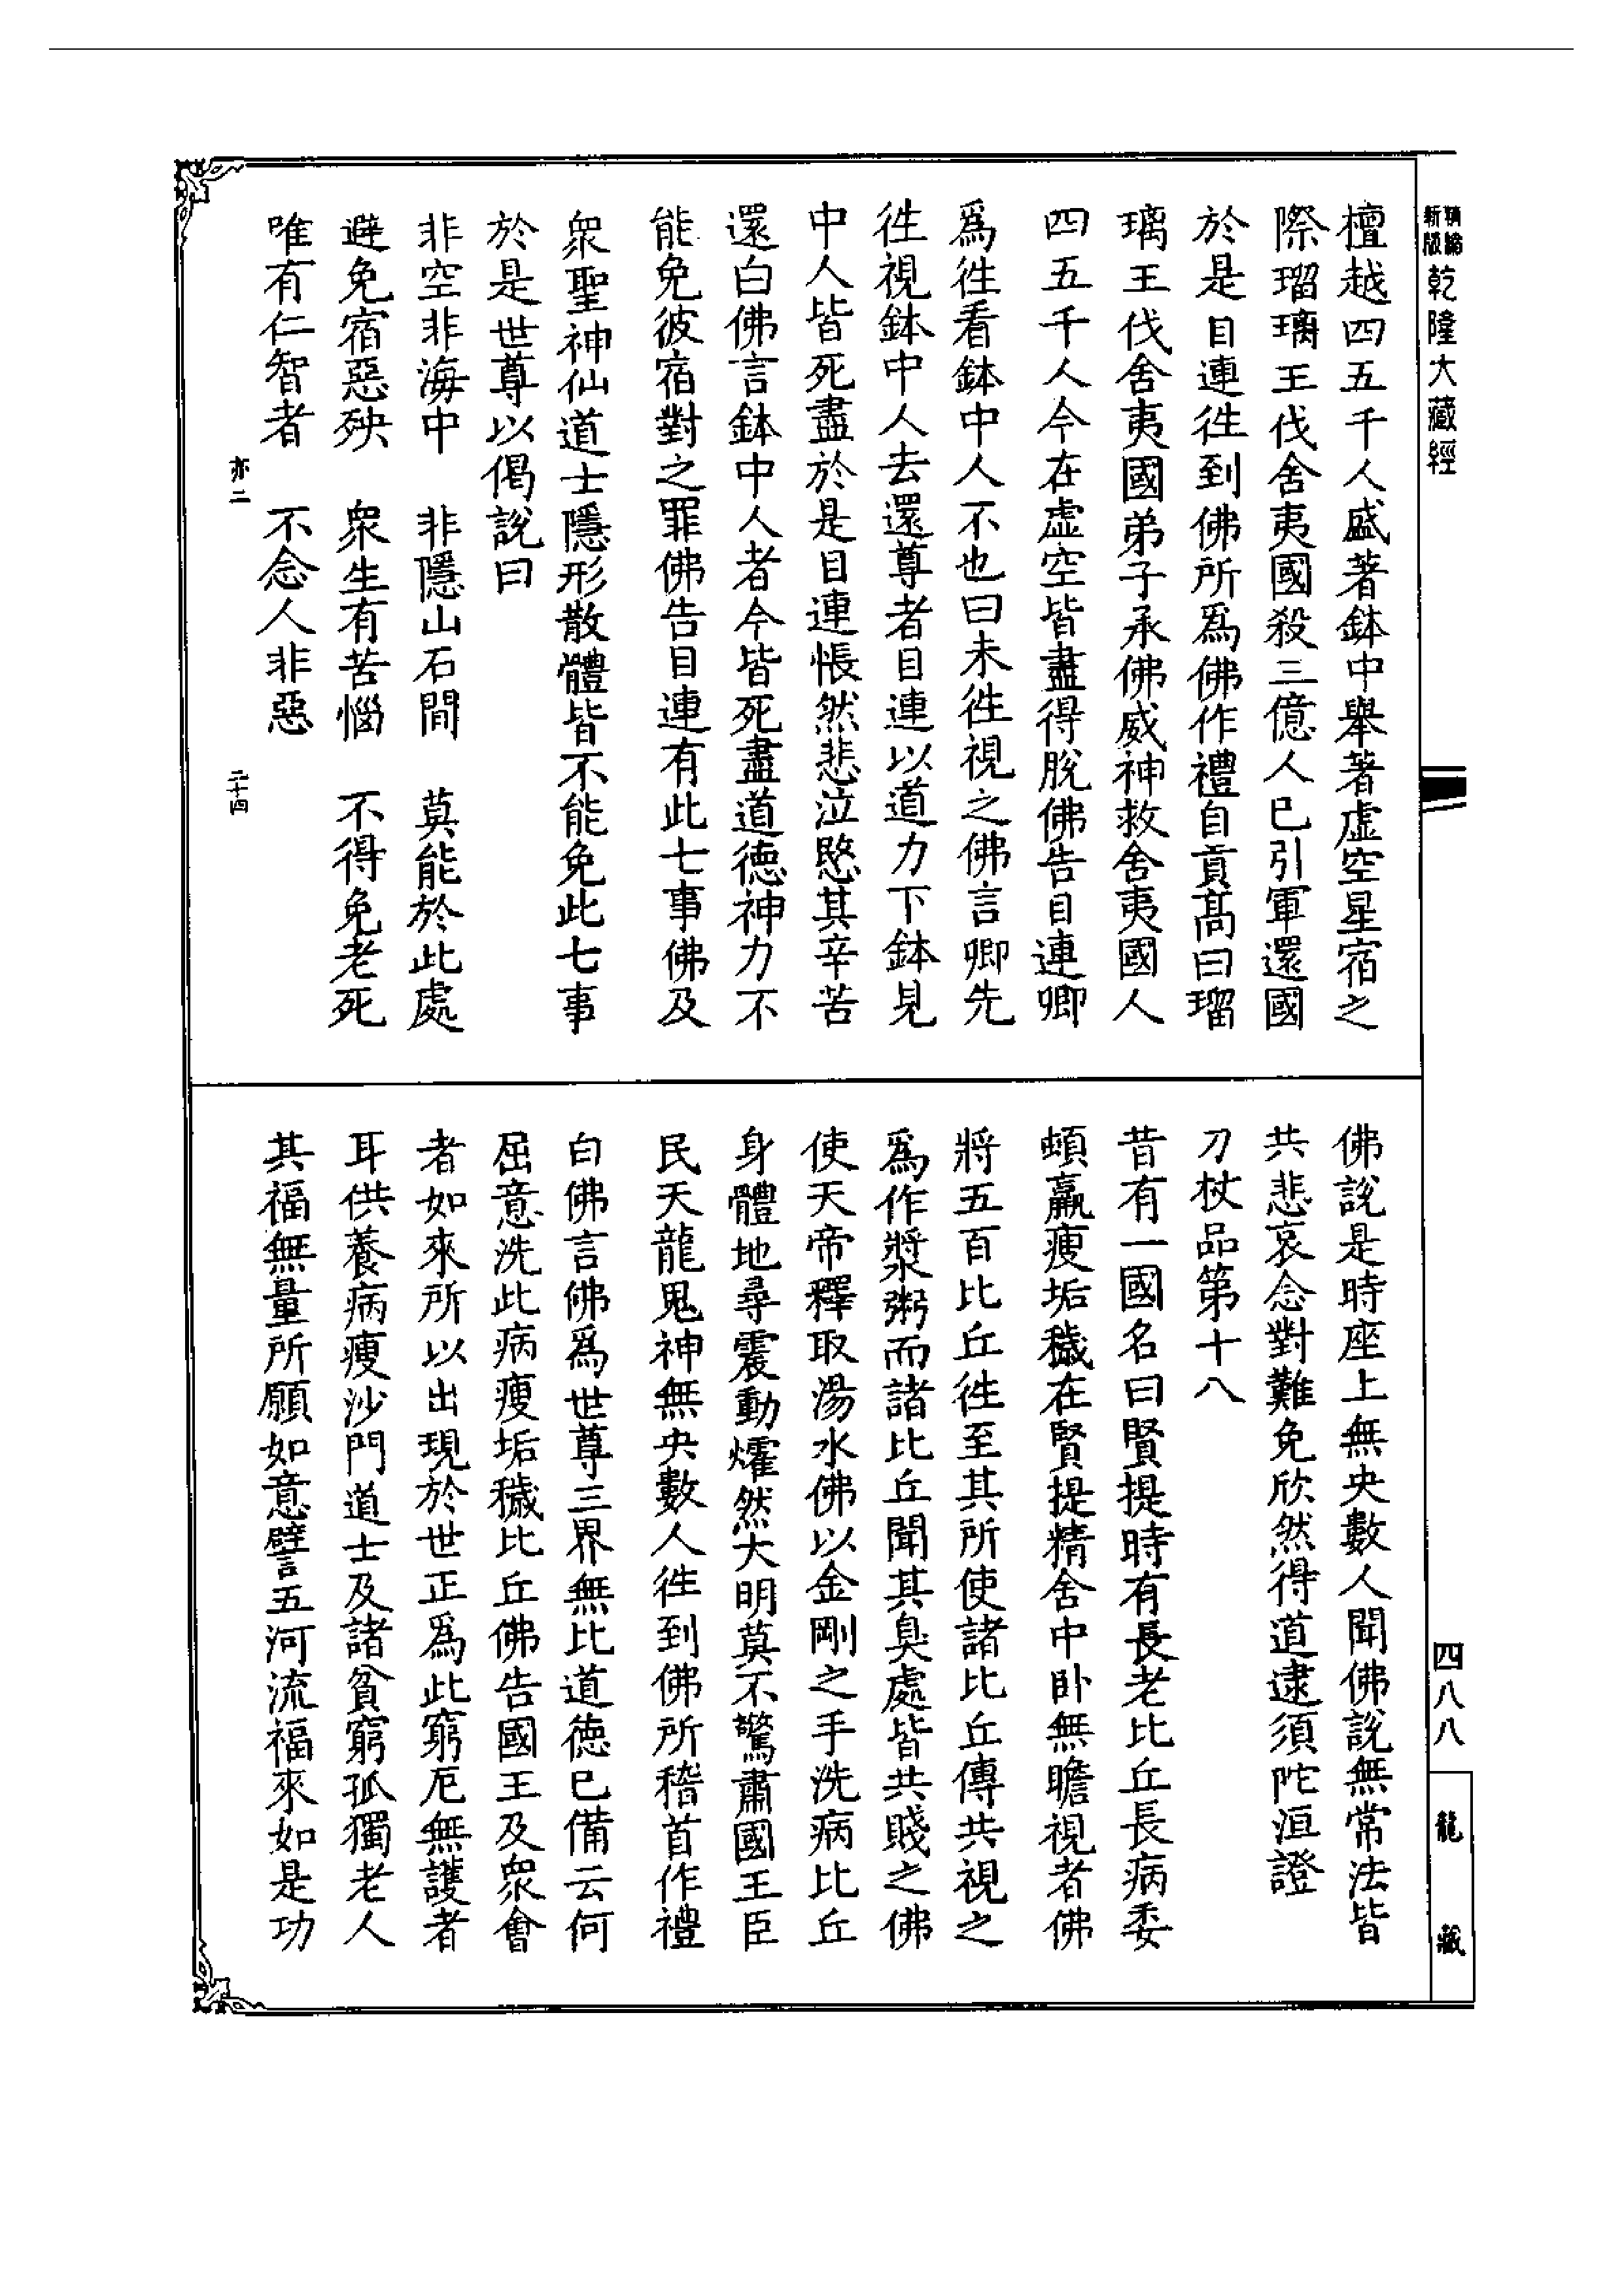 新版 精縮 乾隆大藏經
檀越四五千人盛著鉢中舉著虛空星宿之
際瑠璃王伐舍夷國殺三億人已引軍還國
於是目連徃到佛所爲佛作禮自貢髙曰瑠
璃王伐舍夷國弟子承佛威神救舍夷國人
四五千人今在虛空皆盡得脫佛告目連卿
爲徃看鉢中人不也曰未徃視之佛言卿先
徃視鉢中人去還尊者目連以道力下鉢見
中人皆死盡於是目連悵然悲泣愍其辛苦
還白佛言鉢中人者今皆死盡道德神力不
能免彼宿對之罪佛告目連有此七事佛及
衆聖神仙道士隱形散體皆不能免此七事
於是世尊以偈說曰
非空非海中　非隱山石間　莫能於此處
避免宿惡殃　衆生有苦惱　不得免老死
唯有仁智者　不念人非惡
亦二　二十四
佛說是時座上無央數人聞佛說無常法皆
共悲哀念對難免欣然得道逮須陀洹證
刀杖品第十八
昔有一國名曰賢提時有長老比丘長病委
頓羸瘦垢穢在賢提精舍中卧無瞻視者佛
將五百比丘徃至其所使諸比丘傳共視之
爲作漿粥而諸比丘聞其臭處皆共賤之佛
使天帝釋取湯水佛以金剛之手洗病比丘
身體地尋震動㸌然大明莫不驚肅國王臣
民天龍鬼神無央數人徃到佛所稽首作禮
白佛言佛爲世尊三界無比道德已備云何
屈意洗此病瘦垢穢比丘佛告國王及衆會
者如來所以出現於世正爲此窮厄無護者
耳供養病瘦沙門道士及諸貧窮孤獨老人
其福無量所願如意譬五河流福來如是功
四八八
龍藏